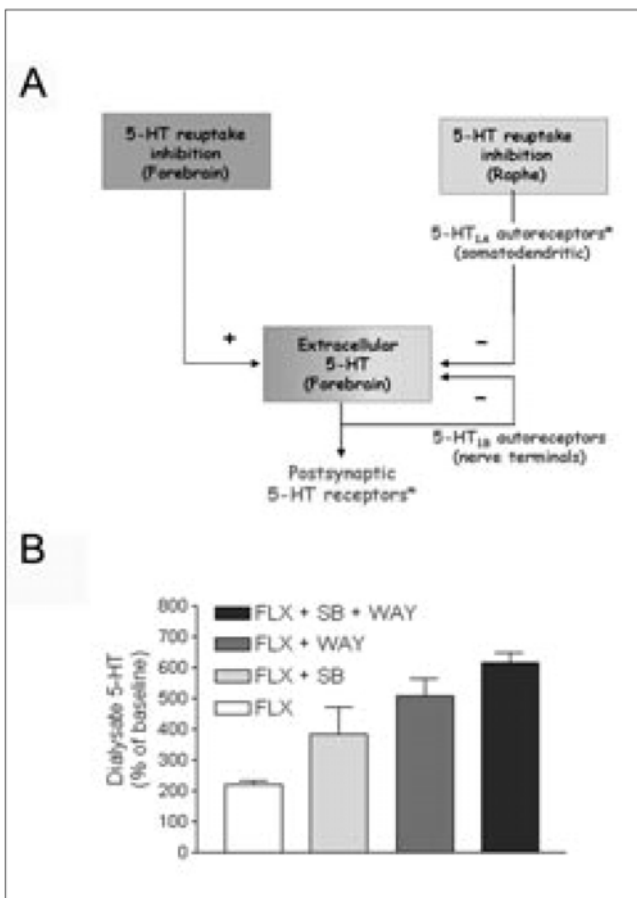 A
5-HT reuptake
inhibition
(Forebrain)
5-HT reuptake
inhibition
(Raphe)
5-HT1A autoreceptors*
(somatodendritic)
+
−
Extracellular
5-HT
(Forebrain)
−
5-HT1B autoreceptors
(nerve terminals)
Postsynaptic
5-HT receptors*
B
Dialysate 5-HT
(% of baseline)
800
700
600
500
400
300
200
100
0
FLX + SB + WAY
FLX + WAY
FLX + SB
FLX